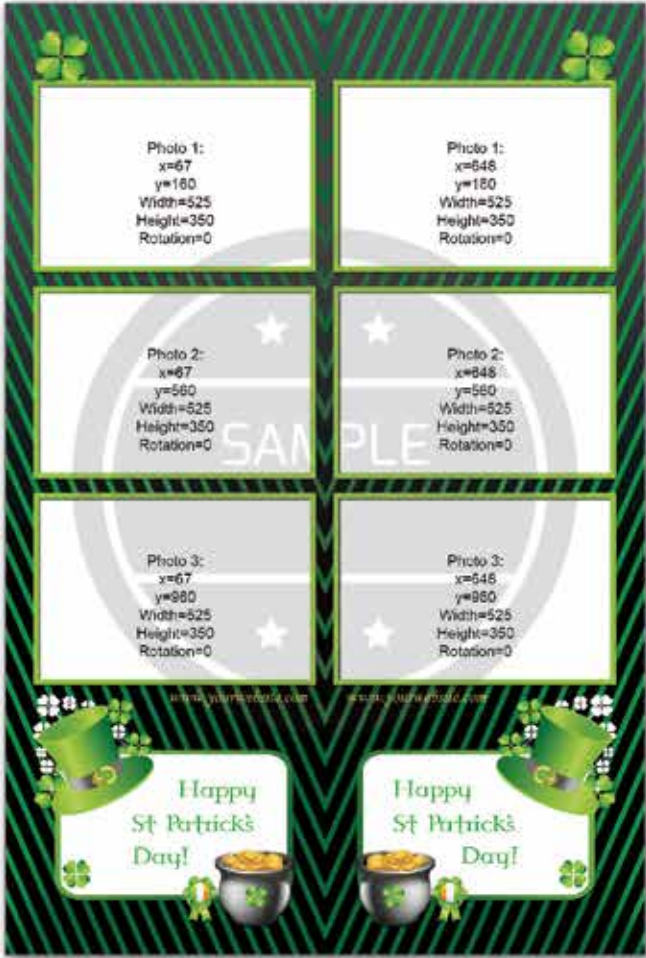 Photo 1:
x=67
y=160
Width=525
Height=350
Rotation=0
Photo 1:
x=646
y=160
Width=525
Height=350
Rotation=0
Photo 2:
x=67
y=560
Width=525
Height=350
Rotation=0
Photo 2:
x=646
y=560
Width=525
Height=350
Rotation=0
SAMPLE
Photo 3:
x=67
y=960
Width=525
Height=350
Rotation=0
Photo 3:
x=646
y=960
Width=525
Height=350
Rotation=0
www.yourwebsite.com
www.yourwebsite.com
Happy
St Patrick's
Day!
Happy
St Patrick's
Day!